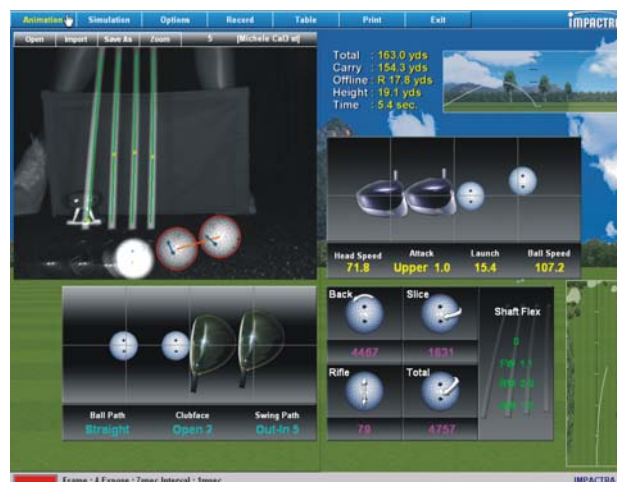 Animation Simulation Options Record Table Print Exit IMPACTRA
Open Import Save As Zoom 5
Total : 163.0 yds
Carry : 154.3 yds
Offline : R 17.8 yds
Height : 19.1 yds
Time : 5.4 sec.
Head Speed Attack Launch Ball Speed
71.8 Upper 1.0 15.4 107.2
Back Slice Shaft Flex
4467 1631
Rifle Total
79 4757
Ball Path Clubface Swing Path
Straight Open 2 Out-In 5
IMPACTRA